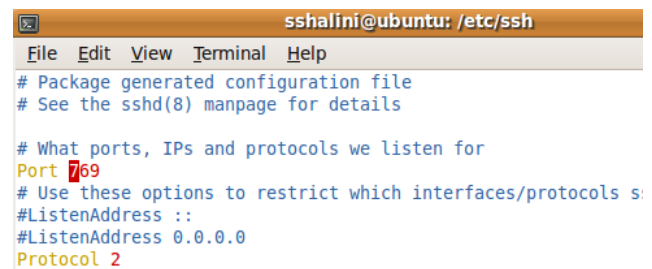 sshalini@ubuntu: /etc/ssh
File Edit View Terminal Help
# Package generated configuration file
# See the sshd(8) manpage for details

# What ports, IPs and protocols we listen for
Port 769
# Use these options to restrict which interfaces/protocols
#ListenAddress ::
#ListenAddress 0.0.0.0
Protocol 2